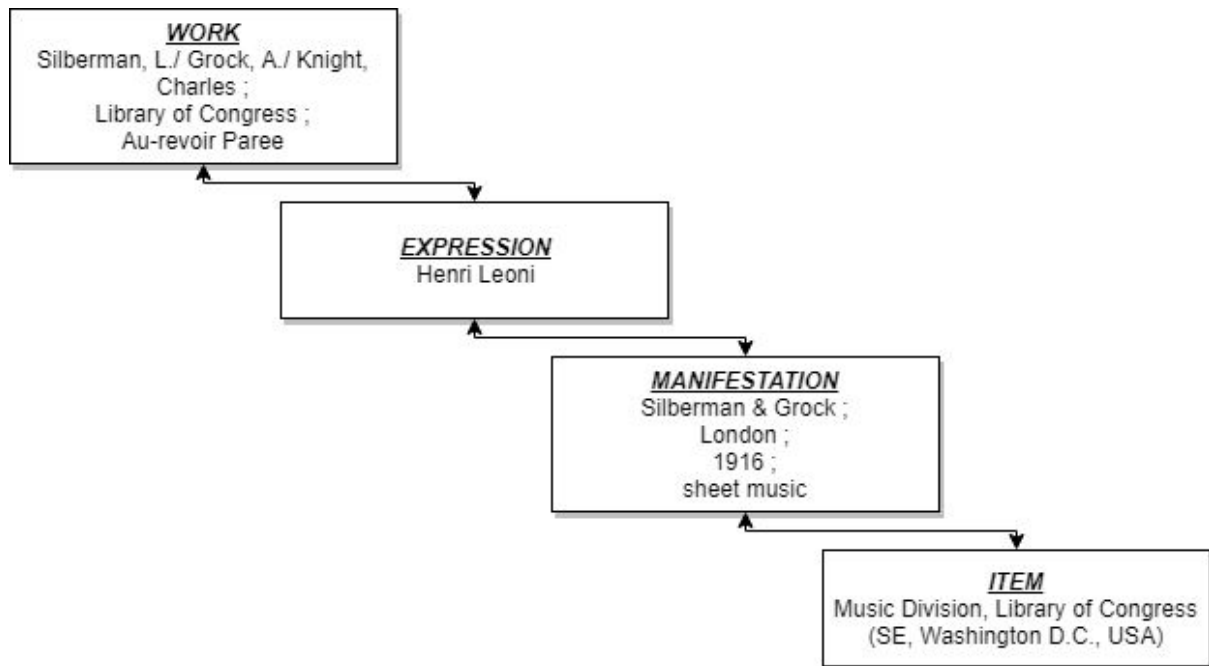 WORK
Silberman, L./ Grock, A./ Knight,
Charles ;
Library of Congress ;
Au-revoir Paree
EXPRESSION
Henri Leoni
MANIFESTATION
Silberman & Grock ;
London ;
1916 ;
sheet music
ITEM
Music Division, Library of Congress
(SE, Washington D.C., USA)